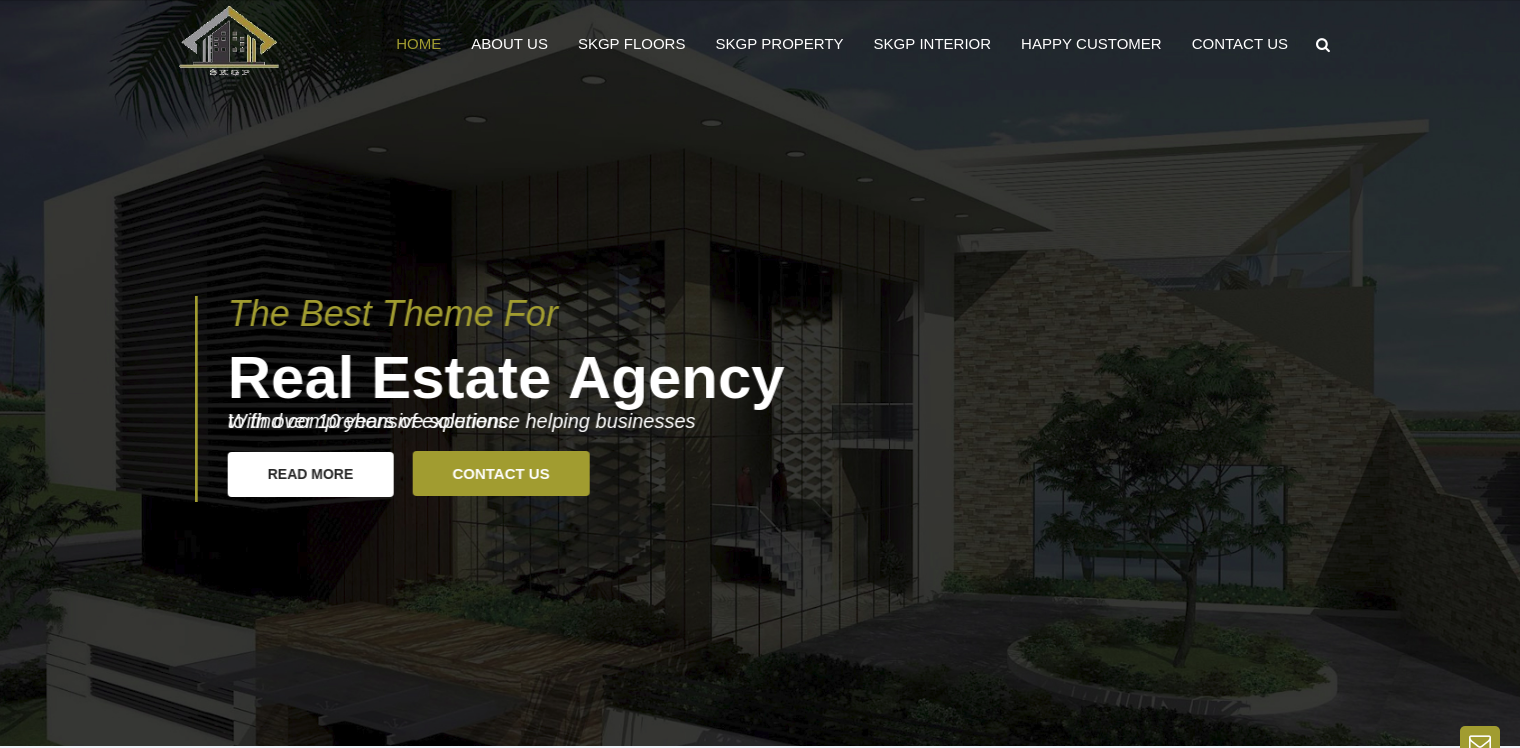 SKGP
HOME ABOUT US SKGP FLOORS SKGP PROPERTY SKGP INTERIOR HAPPY CUSTOMER CONTACT US
The Best Theme For
Real Estate Agency
With over 10 years of experience helping businesses
to find comprehensive solutions.
READ MORE CONTACT US